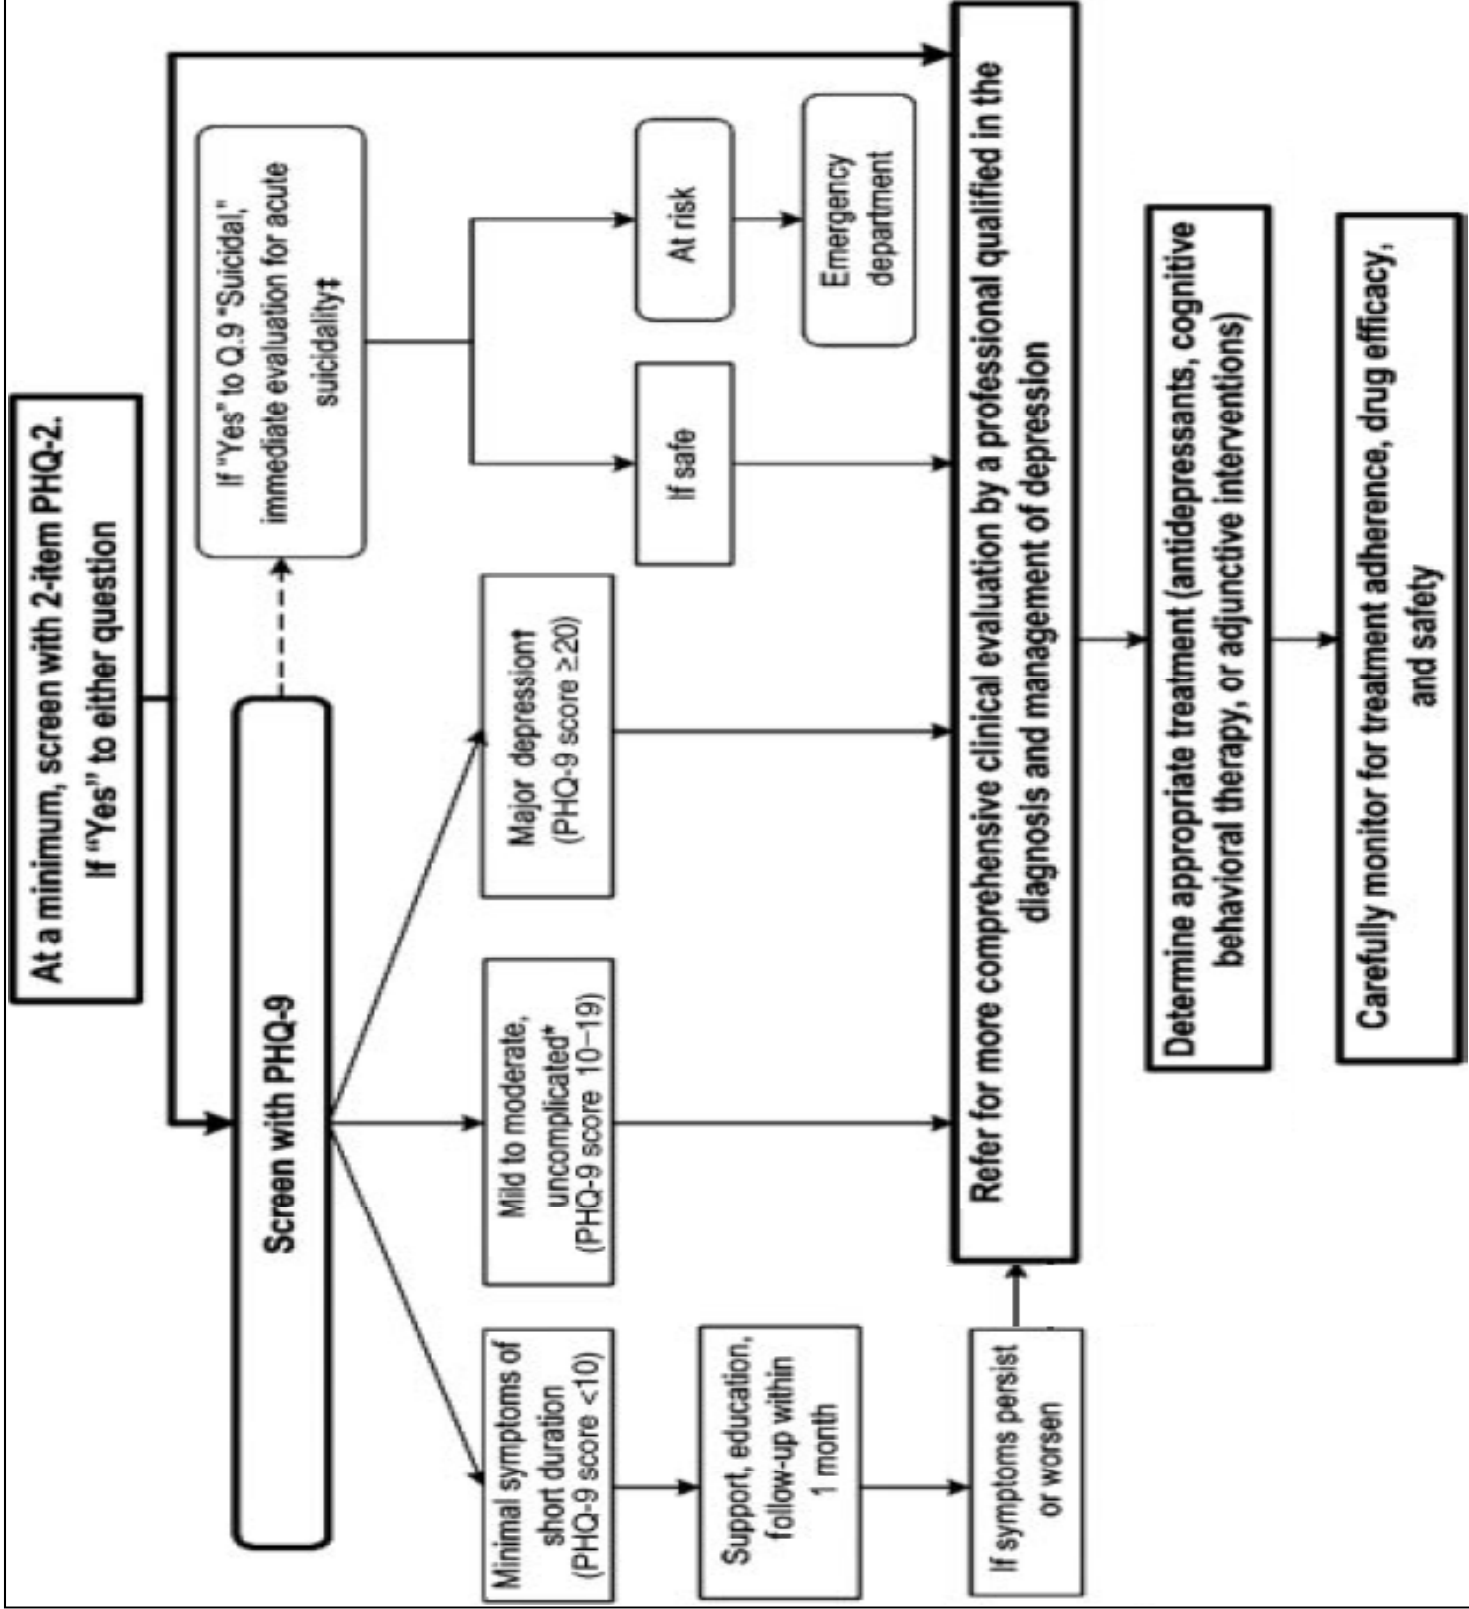 At a minimum, screen with 2-item PHQ-2.
If “Yes” to either question
Screen with PHQ-9
If “Yes” to Q.9 “Suicidal,”
immediate evaluation for acute
suicidality‡
Minimal symptoms of
short duration
(PHQ-9 score <10)
Mild to moderate,
uncomplicated*
(PHQ-9 score 10–19)
Major depression†
(PHQ-9 score ≥20)
If safe
At risk
Support, education,
follow-up within
1 month
Emergency
department
If symptoms persist
or worsen
Refer for more comprehensive clinical evaluation by a professional qualified in the
diagnosis and management of depression
Determine appropriate treatment (antidepressants, cognitive
behavioral therapy, or adjunctive interventions)
Carefully monitor for treatment adherence, drug efficacy,
and safety